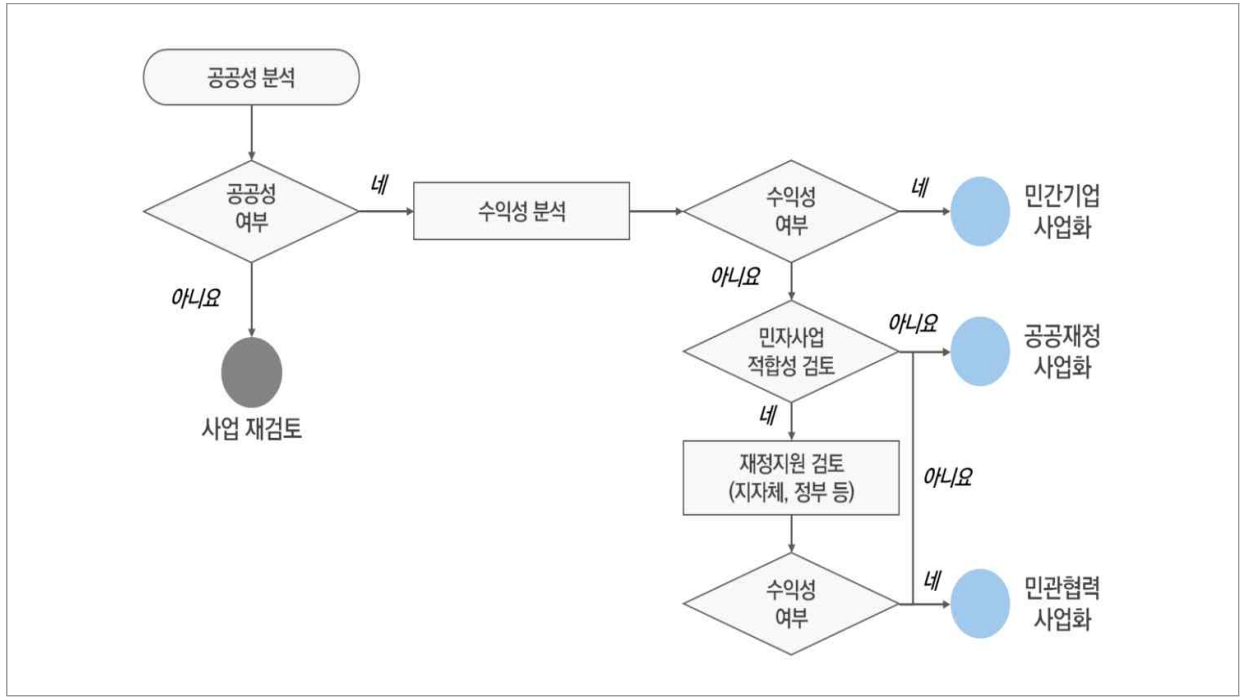 공공성 분석
공공성
여부
네
수익성 분석
수익성
여부
네
민간기업
사업화
아니요
사업 재검토
아니요
민자사업
적합성 검토
아니요
공공재정
사업화
네
재정지원 검토
(지자체, 정부 등)
아니요
수익성
여부
네
민관협력
사업화